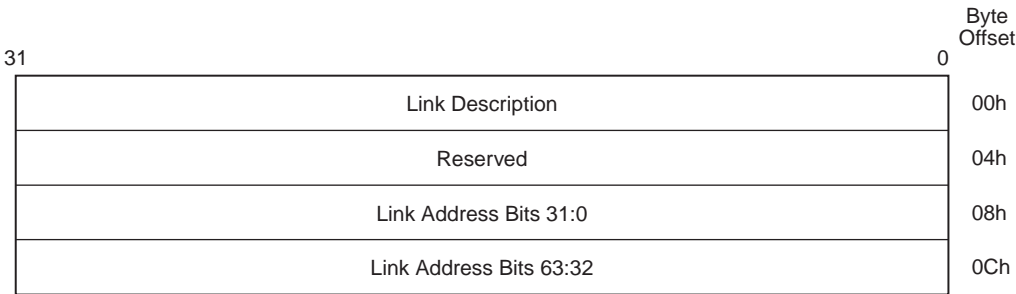 Byte
Offset
31 0
Link Description 00h
Reserved 04h
Link Address Bits 31:0 08h
Link Address Bits 63:32 0Ch